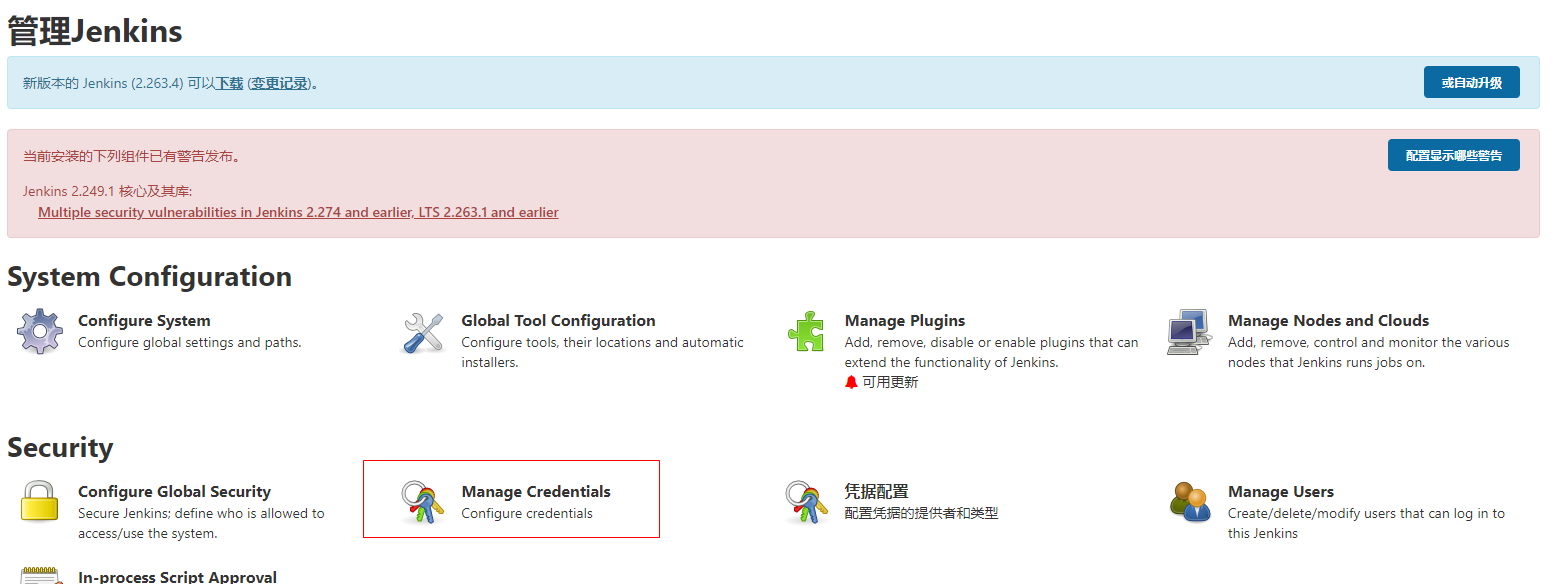 管理Jenkins
新版本的 Jenkins (2.263.4) 可以下载 (变更记录)。
或自动升级
当前安装的下列组件已有警告发布。
配置显示哪些警告
Jenkins 2.249.1 核心及其库:
Multiple security vulnerabilities in Jenkins 2.274 and earlier, LTS 2.263.1 and earlier
System Configuration
Configure System
Configure global settings and paths.
Global Tool Configuration
Configure tools, their locations and automatic
installers.
Manage Plugins
Add, remove, disable or enable plugins that can
extend the functionality of Jenkins.
可用更新
Manage Nodes and Clouds
Add, remove, control and monitor the various
nodes that Jenkins runs jobs on.
Security
Configure Global Security
Secure Jenkins; define who is allowed to
access/use the system.
Manage Credentials
Configure credentials
凭据配置
配置凭据的提供者和类型
Manage Users
Create/delete/modify users that can log in to
this Jenkins
In-process Script Approval